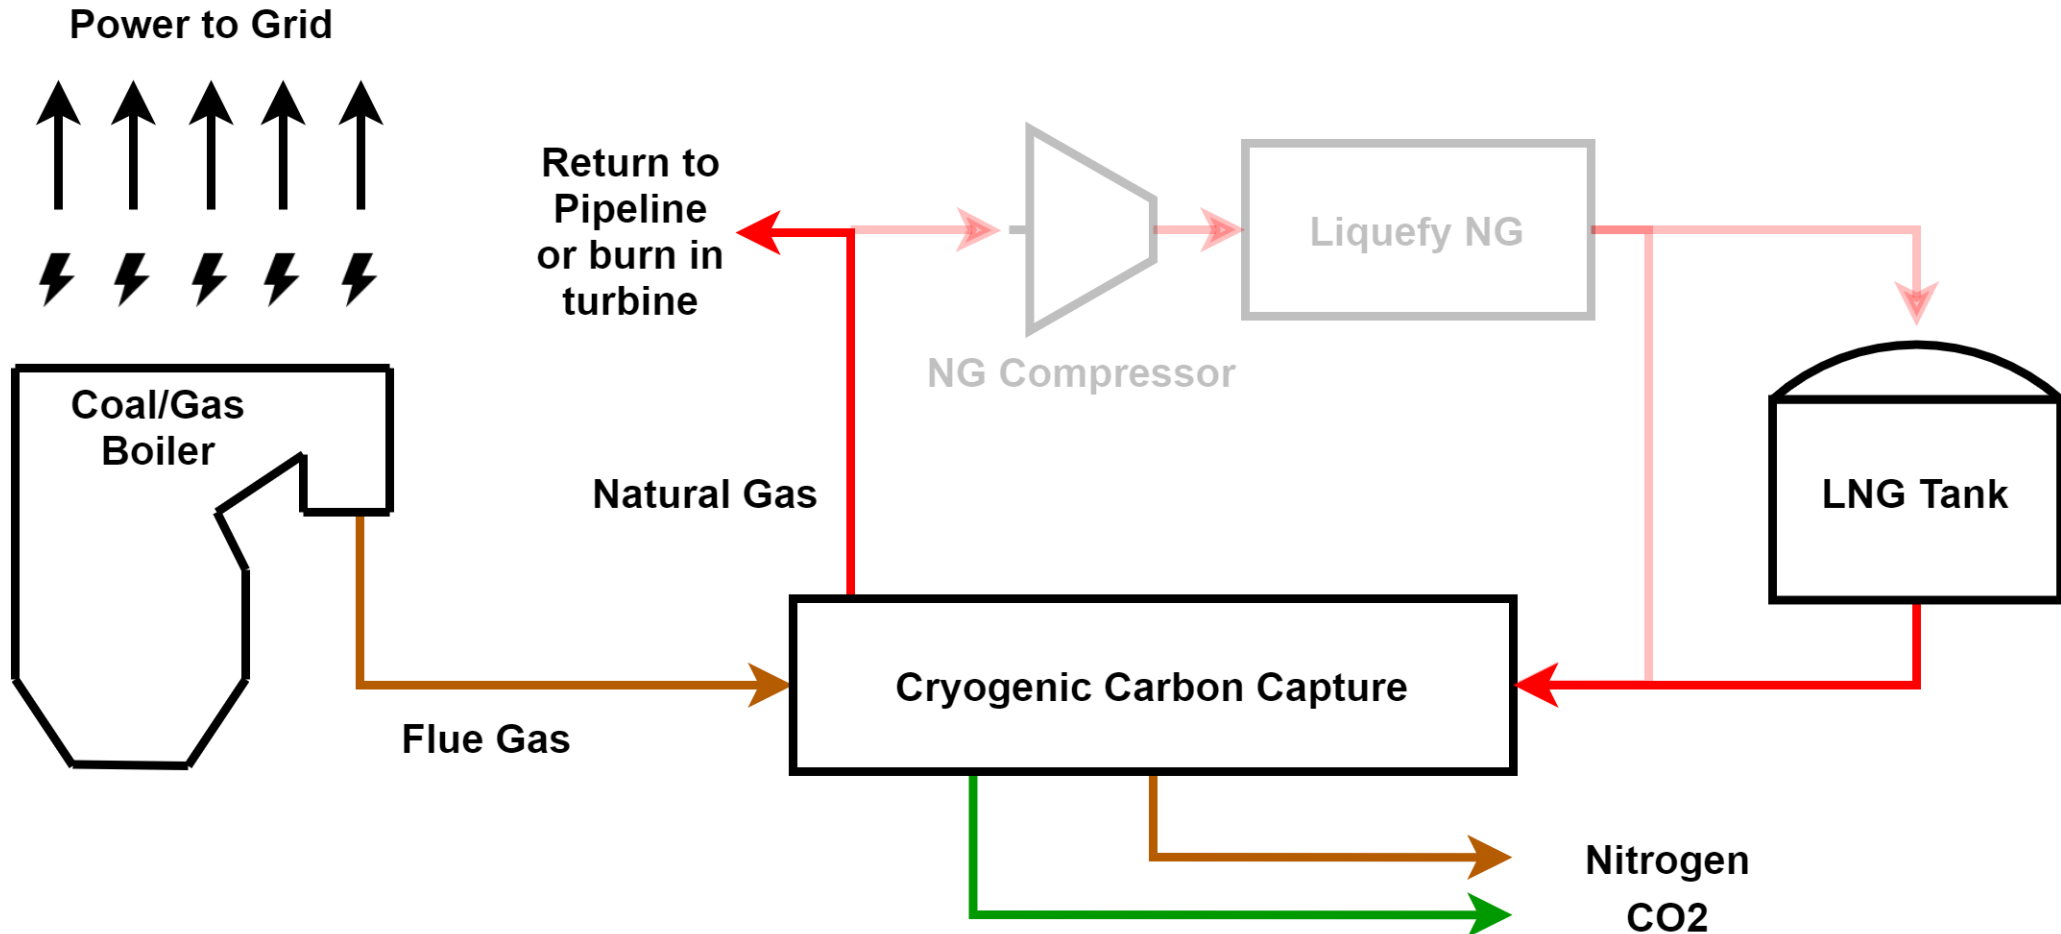 Power to Grid
Return to
Pipeline
or burn in
turbine
Liquefy NG
NG Compressor
Coal/Gas
Boiler
Natural Gas
LNG Tank
Cryogenic Carbon Capture
Flue Gas
Nitrogen
CO2